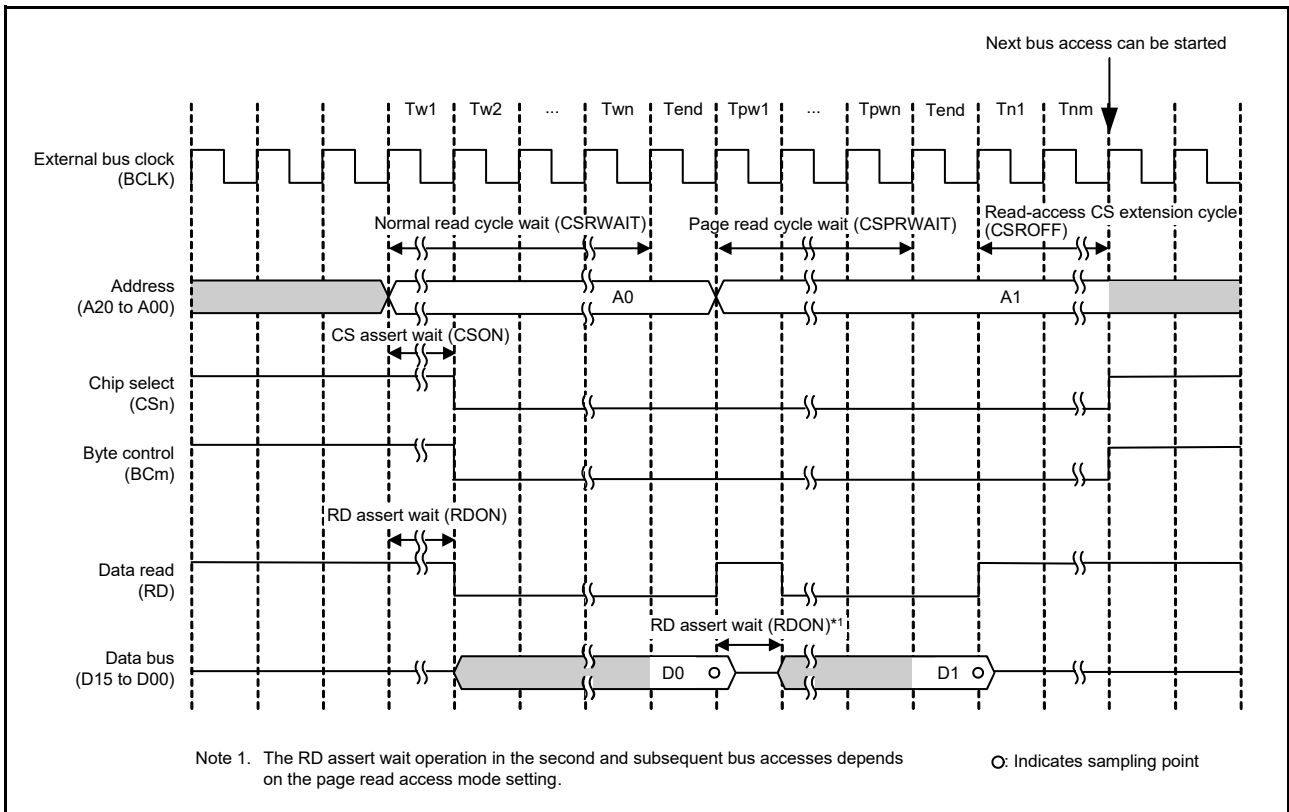 Next bus access can be started
Tw1 Tw2 ... Twn Tend Tpw1 ... Tpwn Tend Tn1 Tnm
External bus clock
(BCLK)
Normal read cycle wait (CSRWAIT)
Page read cycle wait (CSPRWAIT)
Read-access CS extension cycle
(CSROFF)
Address
(A20 to A00)
A0
A1
CS assert wait (CSON)
Chip select
(CSn)
Byte control
(BCm)
RD assert wait (RDON)
Data read
(RD)
RD assert wait (RDON)*1
Data bus
(D15 to D00)
D0
D1
Note 1. The RD assert wait operation in the second and subsequent bus accesses depends
on the page read access mode setting.
O: Indicates sampling point